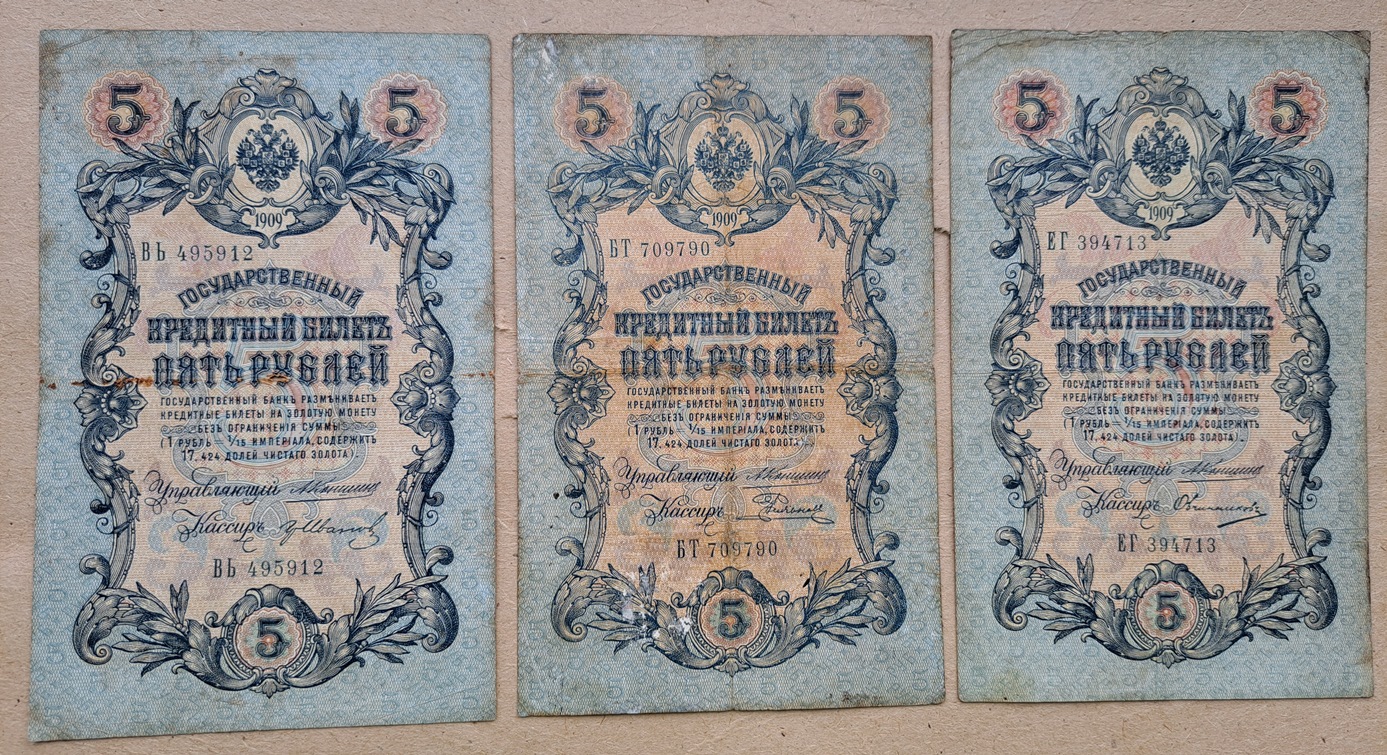 5 5
1909
ВЬ 495912
ГОСУДАРСТВЕННЫЙ
КРЕДИТНЫЙ БИЛЕТЪ
ПЯТЬ РУБЛЕЙ
ГОСУДАРСТВЕННЫЙ БАНКЪ РАЗМѢНИВАЕТЪ
КРЕДИТНЫЕ БИЛЕТЫ НА ЗОЛОТУЮ МОНЕТУ
БЕЗЪ ОГРАНИЧЕНІЯ СУММЫ
(1 РУБЛЬ = 1/15 ИМПЕРІАЛА, СОДЕРЖИТЪ
17,424 ДОЛЕЙ ЧИСТАГО ЗОЛОТА).
Управляющій АКоншинъ
Кассиръ УИвановъ
ВЬ 495912
5
5 5
1909
БТ 709790
ГОСУДАРСТВЕННЫЙ
КРЕДИТНЫЙ БИЛЕТЪ
ПЯТЬ РУБЛЕЙ
ГОСУДАРСТВЕННЫЙ БАНКЪ РАЗМѢНИВАЕТЪ
КРЕДИТНЫЕ БИЛЕТЫ НА ЗОЛОТУЮ МОНЕТУ
БЕЗЪ ОГРАНИЧЕНІЯ СУММЫ
(1 РУБЛЬ = 1/15 ИМПЕРІАЛА, СОДЕРЖИТЪ
17,424 ДОЛЕЙ ЧИСТАГО ЗОЛОТА).
Управляющій АКоншинъ
Кассиръ
БТ 709790
5
5 5
1909
ЕГ 394713
ГОСУДАРСТВЕННЫЙ
КРЕДИТНЫЙ БИЛЕТЪ
ПЯТЬ РУБЛЕЙ
ГОСУДАРСТВЕННЫЙ БАНКЪ РАЗМѢНИВАЕТЪ
КРЕДИТНЫЕ БИЛЕТЫ НА ЗОЛОТУЮ МОНЕТУ
БЕЗЪ ОГРАНИЧЕНІЯ СУММЫ
(1 РУБЛЬ = 1/15 ИМПЕРІАЛА, СОДЕРЖИТЪ
17,424 ДОЛЕЙ ЧИСТАГО ЗОЛОТА).
Управляющій АКоншинъ
Кассиръ Овчинниковъ
ЕГ 394713
5